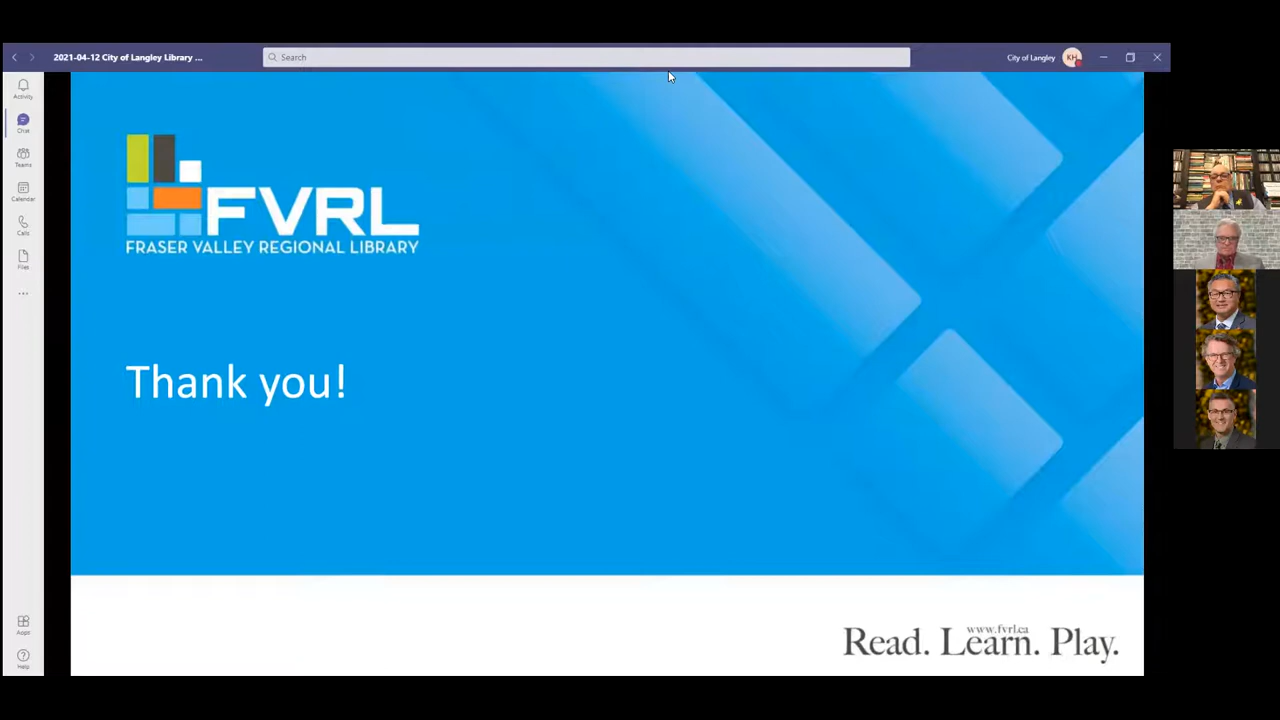 2021-04-12 City of Langley Library ...
Search
City of Langley
KH
Activity
Chat
Teams
Calendar
Calls
Files
...
FVRL
FRASER VALLEY REGIONAL LIBRARY
Thank you!
Apps
Help
www.fvrl.ca
Read. Learn. Play.